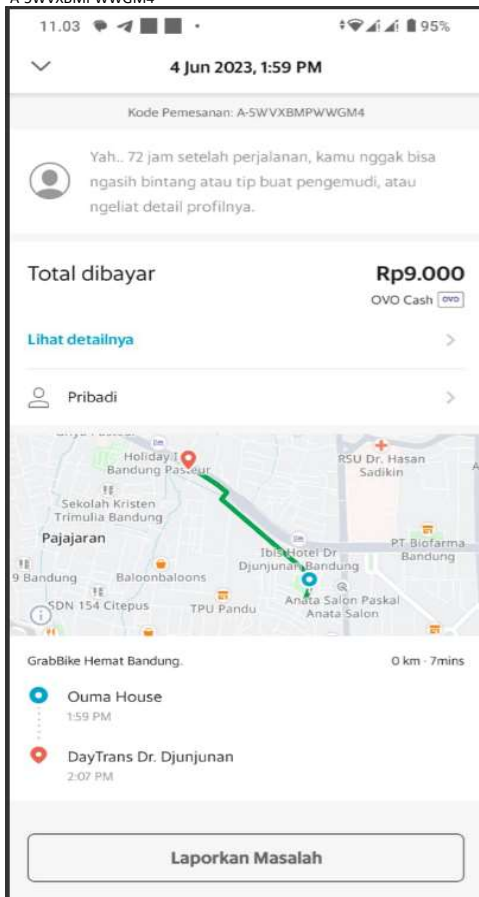 A-5WVXBMPWWGM4
11.03
95%
4 Jun 2023, 1:59 PM
Kode Pemesanan: A-5WVXBMPWWGM4
Yah.. 72 jam setelah perjalanan, kamu nggak bisa
ngasih bintang atau tip buat pengemudi, atau
ngeliat detail profilnya.
Total dibayar
Rp9.000
OVO Cash OVO
Lihat detailnya
Pribadi
Holiday I
Bandung Pasteur
RSU Dr. Hasan
Sadikin
Sekolah Kristen
Trimulia Bandung
Pajajaran
PT Biofarma
Bandung
Ibis Hotel Dr
Djunjunan Bandung
9 Bandung
Baloonbaloons
SDN 154 Citepus
TPU Pandu
Anata Salon Paskal
Anata Salon
GrabBike Hemat Bandung.
0 km · 7mins
Ouma House
1:59 PM
DayTrans Dr. Djunjunan
2:07 PM
Laporkan Masalah